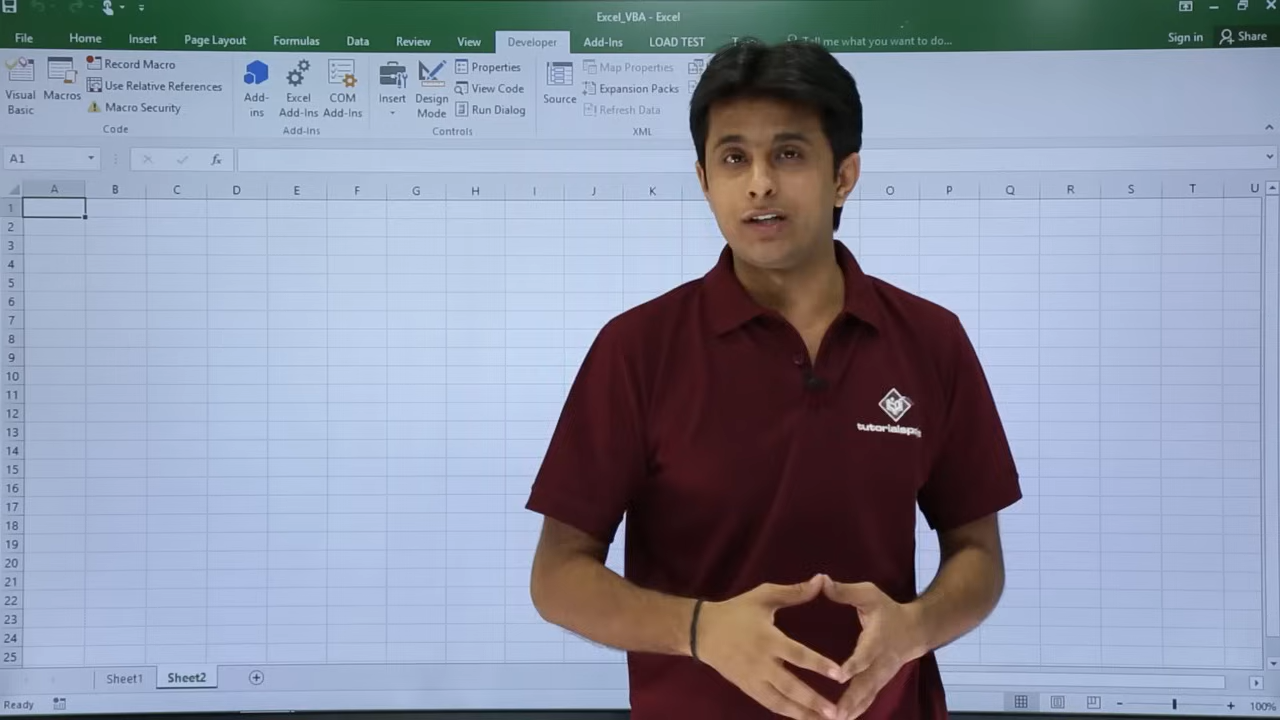 Excel_VBA - Excel
File Home Insert Page Layout Formulas Data Review View Developer Add-Ins LOAD TEST Tell me what you want to do... Sign in Share
Visual Basic
Macros
Record Macro
Use Relative References
Macro Security
Code
Add-ins
Excel Add-Ins
COM Add-Ins
Add-Ins
Insert
Design Mode
Properties
View Code
Run Dialog
Controls
Source
Map Properties
Expansion Packs
Refresh Data
XML
A1 fx
A B C D E F G H I J K O P Q R S T U
1
2
3
4
5
6
7
8
9
10
11
12
13
14
15
16
17
18
19
20
21
22
23
24
25
Sheet1 Sheet2
Ready 100%